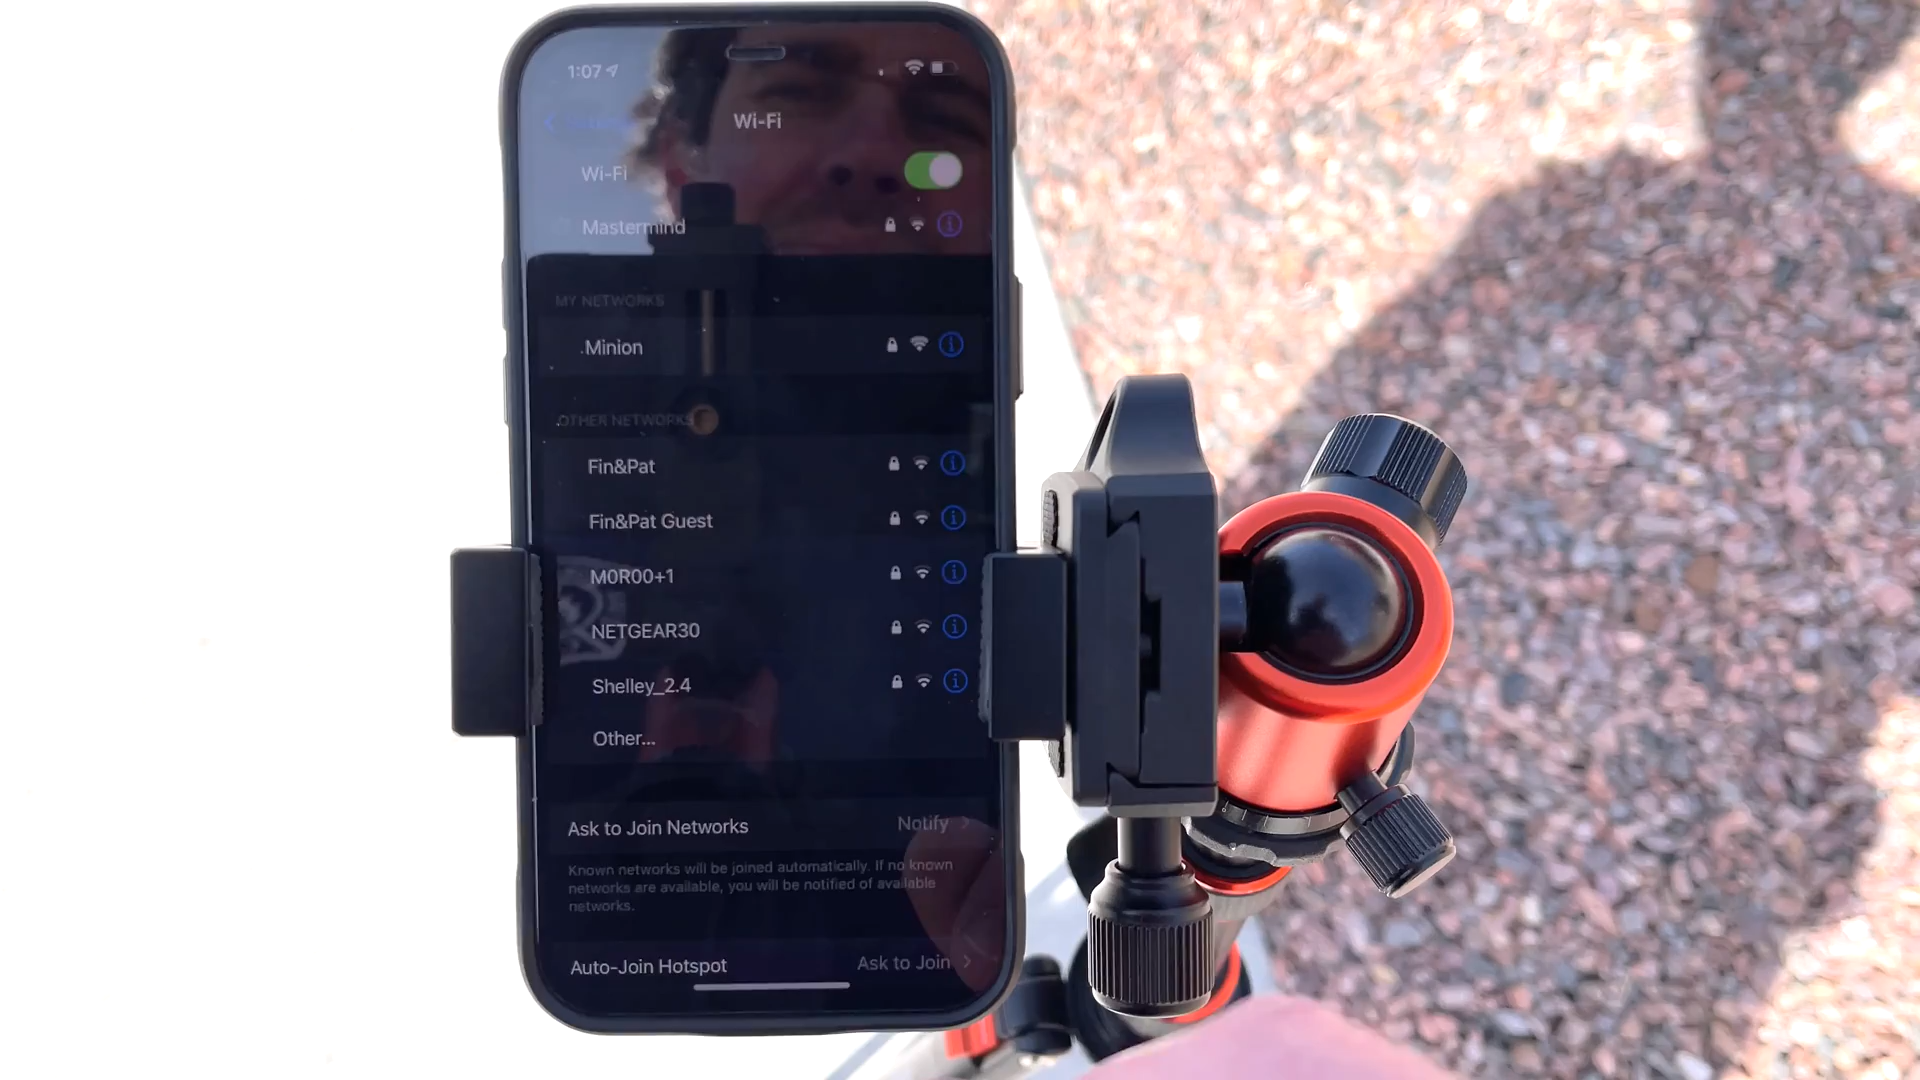 1:07
Wi-Fi
Wi-Fi
Mastermind
MY NETWORKS
Minion
OTHER NETWORKS
Fin&Pat
Fin&Pat Guest
M0R00+1
NETGEAR30
Shelley_2.4
Other...
Ask to Join Networks Notify
Known networks will be joined automatically. If no known
networks are available, you will be notified of available
networks.
Auto-Join Hotspot Ask to Join